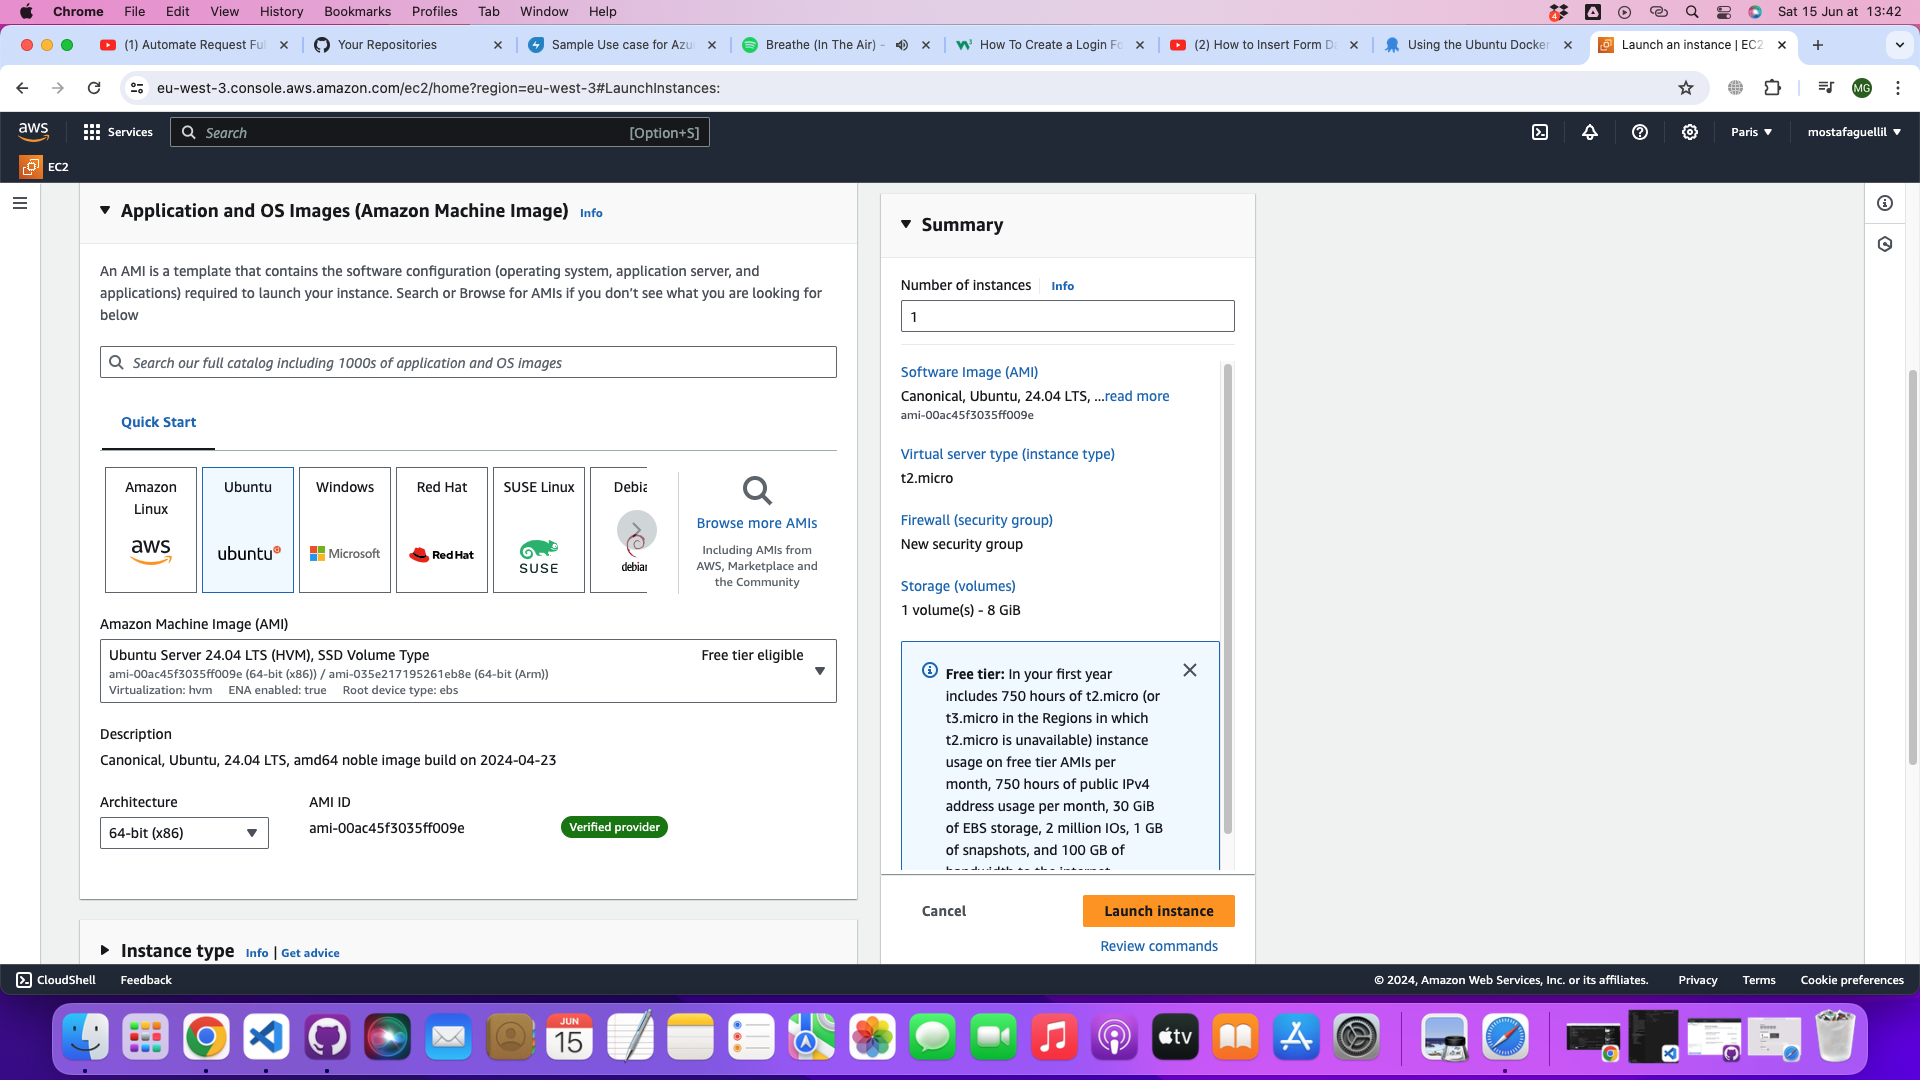 Chrome File Edit View History Bookmarks Profiles Tab Window Help
4
Sat 15 Jun at 13:42
(1) Automate Request Ful
Your Repositories
Sample Use case for Azu
Breathe (In The Air) -
How To Create a Login Fo
(2) How to Insert Form Da
Using the Ubuntu Docker
Launch an instance | EC2
eu-west-3.console.aws.amazon.com/ec2/home?region=eu-west-3#LaunchInstances:
MG
aws
Services
Search
[Option+S]
Paris
mostafaguellil
EC2
Application and OS Images (Amazon Machine Image) Info
An AMI is a template that contains the software configuration (operating system, application server, and
applications) required to launch your instance. Search or Browse for AMIs if you don't see what you are looking for
below
Search our full catalog including 1000s of application and OS images
Quick Start
Amazon
Linux
aws
Ubuntu
ubuntu
Windows
Microsoft
Red Hat
Red Hat
SUSE Linux
SUSE
Debia
debian
Browse more AMIs
Including AMIs from
AWS, Marketplace and
the Community
Amazon Machine Image (AMI)
Ubuntu Server 24.04 LTS (HVM), SSD Volume Type
Free tier eligible
ami-00ac45f3035ff009e (64-bit (x86)) / ami-035e217195261eb8e (64-bit (Arm))
Virtualization: hvm ENA enabled: true Root device type: ebs
Description
Canonical, Ubuntu, 24.04 LTS, amd64 noble image build on 2024-04-23
Architecture
64-bit (x86)
AMI ID
ami-00ac45f3035ff009e
Verified provider
Instance type Info | Get advice
Summary
Number of instances Info
1
Software Image (AMI)
Canonical, Ubuntu, 24.04 LTS, ...read more
ami-00ac45f3035ff009e
Virtual server type (instance type)
t2.micro
Firewall (security group)
New security group
Storage (volumes)
1 volume(s) - 8 GiB
Free tier: In your first year
includes 750 hours of t2.micro (or
t3.micro in the Regions in which
t2.micro is unavailable) instance
usage on free tier AMIs per
month, 750 hours of public IPv4
address usage per month, 30 GiB
of EBS storage, 2 million IOs, 1 GB
of snapshots, and 100 GB of
bandwidth to the internet
Cancel
Launch instance
Review commands
CloudShell
Feedback
© 2024, Amazon Web Services, Inc. or its affiliates.
Privacy
Terms
Cookie preferences
JUN
15
tv